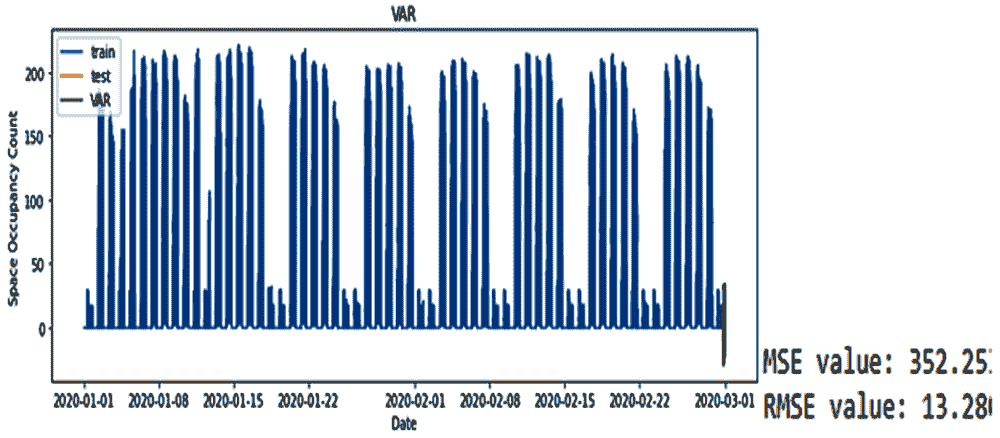 VAR
train
test
VAR
Space Occupancy Count
200
150
100
50
0
2020-01-01 2020-01-08 2020-01-15 2020-01-22 2020-02-01 2020-02-08 2020-02-15 2020-02-22 2020-03-01
Date
MSE value: 352.25
RMSE value: 13.28